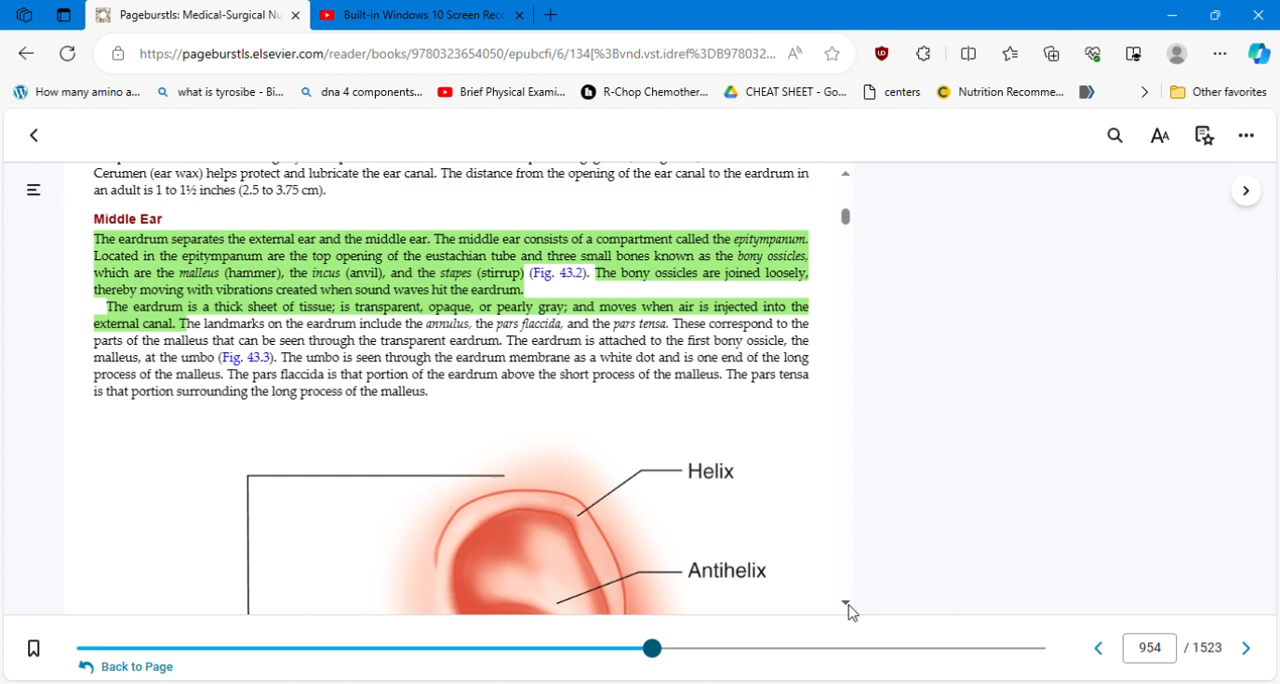 Pageburstls: Medical-Surgical Nu
Built-in Windows 10 Screen Reco
https://pageburstls.elsevier.com/reader/books/9780323654050/epubcfi/6/134[%3Bvnd.vst.idref%3DB978032...
How many amino a...
what is tyrosibe - Bi...
dna 4 components...
Brief Physical Exami...
R-Chop Chemother...
CHEAT SHEET - Go...
centers
Nutrition Recomme...
Other favorites
Cerumen (ear wax) helps protect and lubricate the ear canal. The distance from the opening of the ear canal to the eardrum in
an adult is 1 to 1½ inches (2.5 to 3.75 cm).
Middle Ear
The eardrum separates the external ear and the middle ear. The middle ear consists of a compartment called the epitympanum.
Located in the epitympanum are the top opening of the eustachian tube and three small bones known as the bony ossicles,
which are the malleus (hammer), the incus (anvil), and the stapes (stirrup) (Fig. 43.2). The bony ossicles are joined loosely,
thereby moving with vibrations created when sound waves hit the eardrum.
The eardrum is a thick sheet of tissue; is transparent, opaque, or pearly gray; and moves when air is injected into the
external canal. The landmarks on the eardrum include the annulus, the pars flaccida, and the pars tensa. These correspond to the
parts of the malleus that can be seen through the transparent eardrum. The eardrum is attached to the first bony ossicle, the
malleus, at the umbo (Fig. 43.3). The umbo is seen through the eardrum membrane as a white dot and is one end of the long
process of the malleus. The pars flaccida is that portion of the eardrum above the short process of the malleus. The pars tensa
is that portion surrounding the long process of the malleus.
Helix
Antihelix
954 / 1523
Back to Page